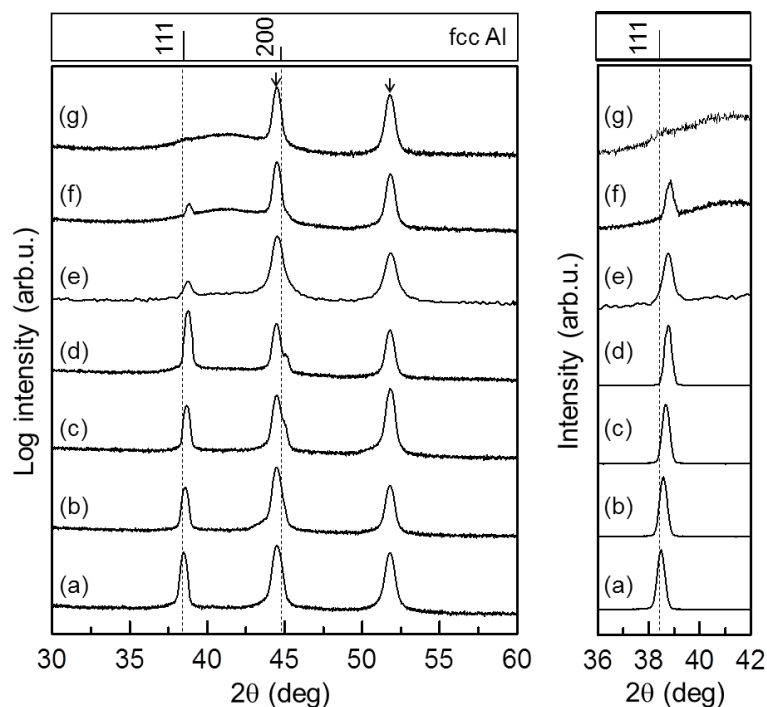 111
200
fcc Al
111
(g)
(f)
(e)
(d)
(c)
(b)
(a)
(g)
(f)
(e)
(d)
(c)
(b)
(a)
Log intensity (arb.u.)
Intensity (arb.u.)
30 35 40 45 50 55 60
36 38 40 42
2θ (deg)
2θ (deg)